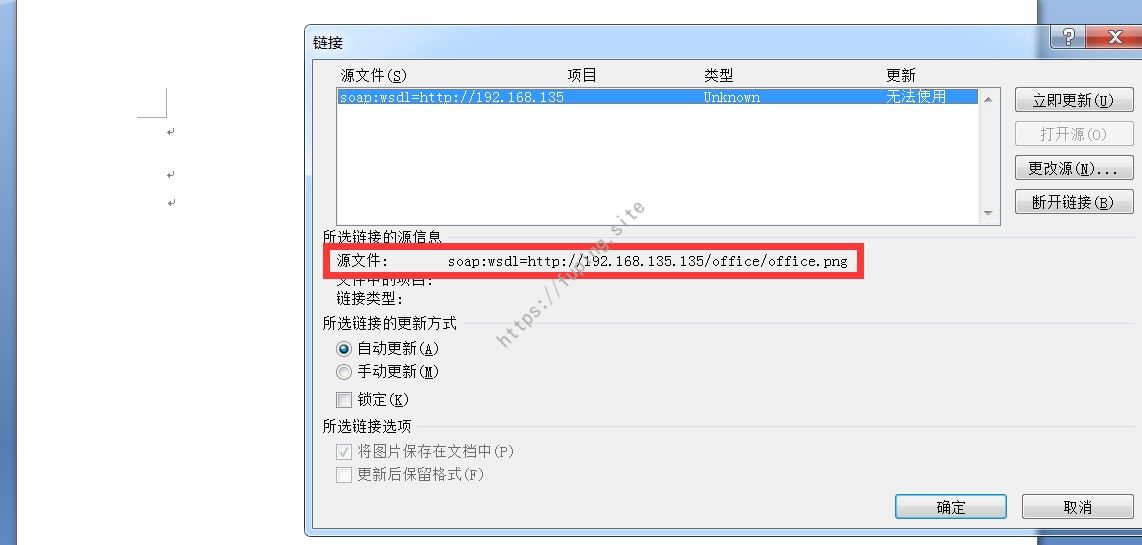 链接
源文件(S) 项目 类型 更新
soap:wsdl=http://192.168.135 Unknown 无法使用
立即更新(U)
打开源(O)
更改源(N)...
断开链接(B)
所选链接的源信息
源文件: soap:wsdl=http://192.168.135.135/office/office.png
文件中的项目:
链接类型:
所选链接的更新方式
自动更新(A)
手动更新(M)
锁定(K)
所选链接选项
将图片保存在文档中(P)
更新后保留格式(F)
确定 取消